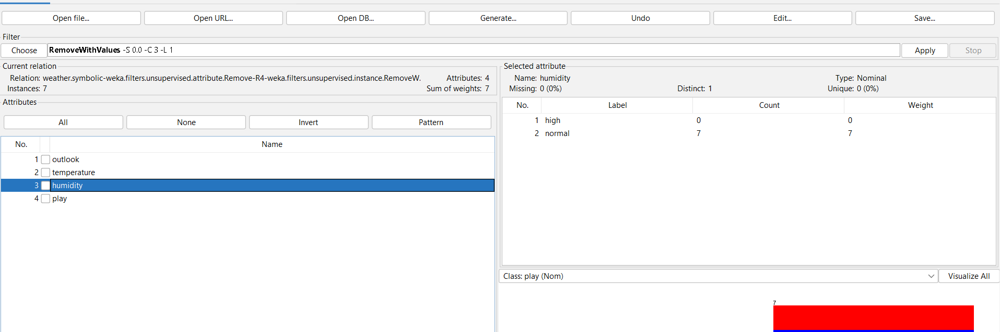 Open file... Open URL... Open DB... Generate... Undo Edit... Save...
Filter
Choose RemoveWithValues -S 0.0 -C 3 -L 1 Apply Stop
Current relation
Relation: weather.symbolic-weka.filters.unsupervised.attribute.Remove-R4-weka.filters.unsupervised.instance.RemoveW. Attributes: 4
Instances: 7 Sum of weights: 7
Attributes
All None Invert Pattern
No. Name
1 outlook
2 temperature
3 humidity
4 play
Selected attribute
Name: humidity Type: Nominal
Missing: 0 (0%) Distinct: 1 Unique: 0 (0%)
No. Label Count Weight
1 high 0 0
2 normal 7 7
Class: play (Nom) Visualize All
7